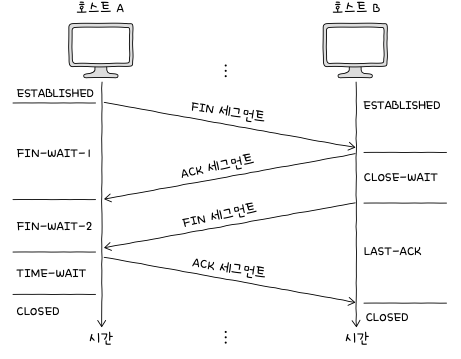 호스트 A
호스트 B
ESTABLISHED
ESTABLISHED
FIN 세그먼트
FIN-WAIT-1
ACK 세그먼트
CLOSE-WAIT
FIN 세그먼트
FIN-WAIT-2
LAST-ACK
ACK 세그먼트
TIME-WAIT
CLOSED
CLOSED
시간
시간